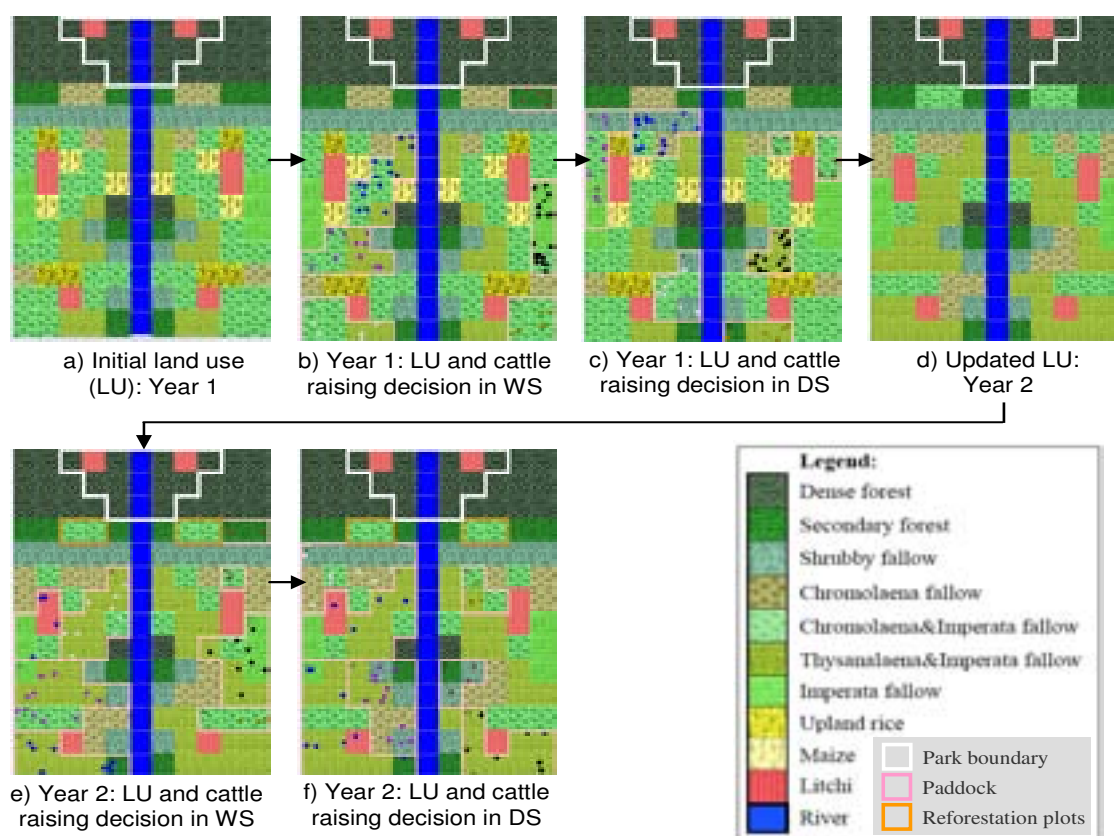 a) Initial land use
(LU): Year 1
b) Year 1: LU and cattle
raising decision in WS
c) Year 1: LU and cattle
raising decision in DS
d) Updated LU:
Year 2
e) Year 2: LU and cattle
raising decision in WS
f) Year 2: LU and cattle
raising decision in DS
Legend:
Dense forest
Secondary forest
Shrubby fallow
Chromolaena fallow
Chromolaena&Imperata fallow
Thysanalaena&Imperata fallow
Imperata fallow
Upland rice
Maize
Litchi
River
Park boundary
Paddock
Reforestation plots